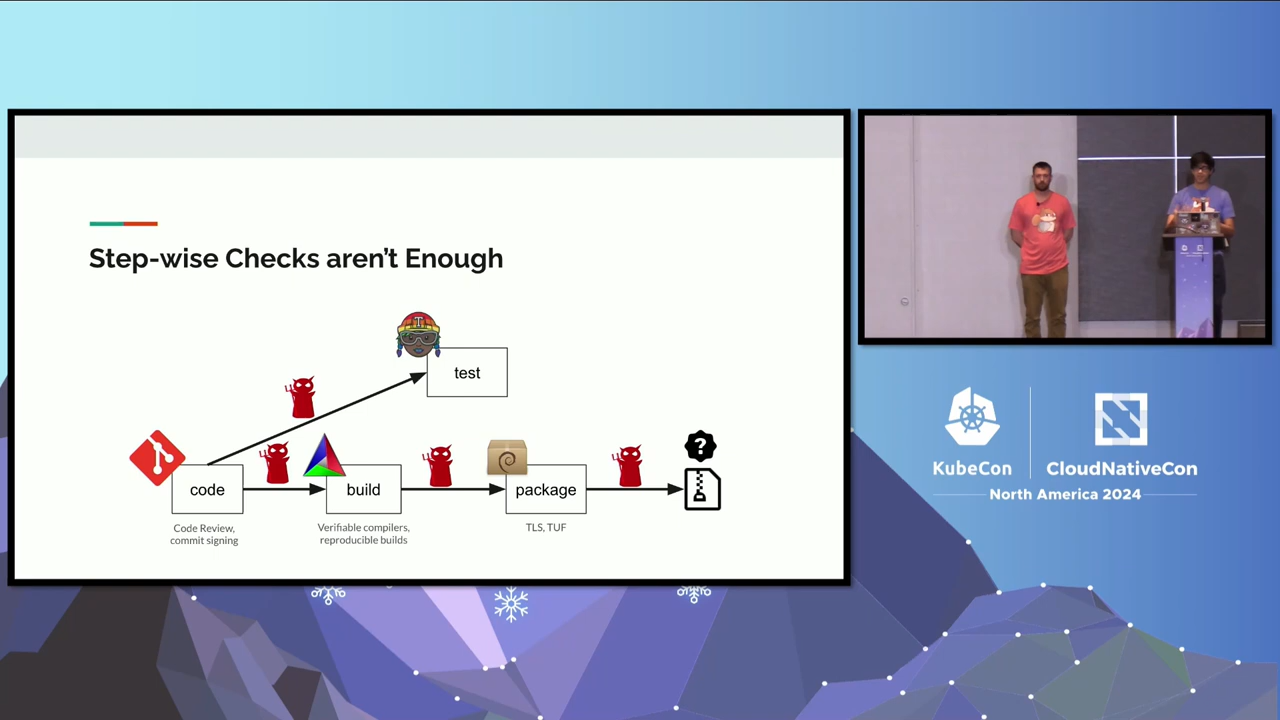 Step-wise Checks aren't Enough
test
code
build
package
?
Code Review,
commit signing
Verifiable compilers,
reproducible builds
TLS, TUF
KubeCon
CloudNativeCon
North America 2024